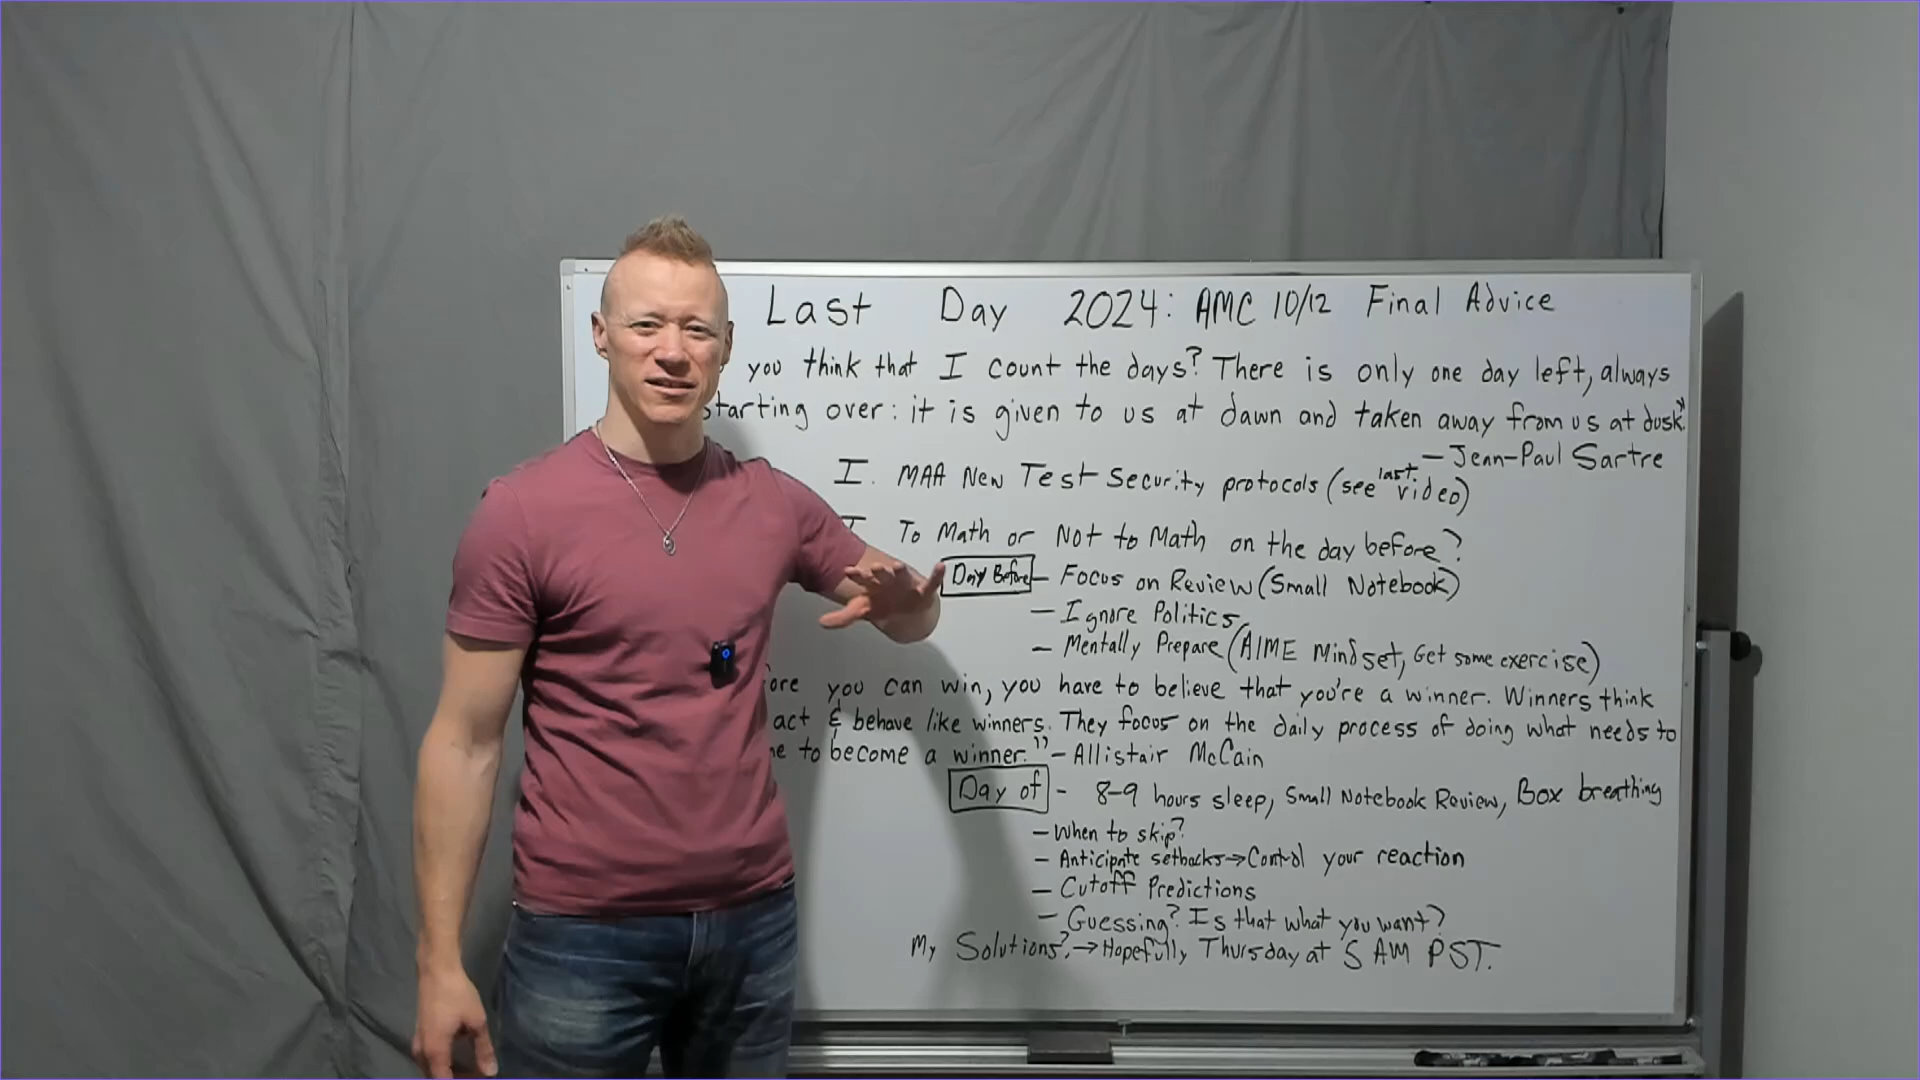 Last Day 2024: AMC 10/12 Final Advice
you think that I count the days? There is only one day left, always
starting over: it is given to us at dawn and taken away from us at dusk"
- Jean-Paul Sartre
I. MAA New Test Security protocols (see last video)
To Math or Not to Math on the day before?
Day Before - Focus on Review (Small Notebook)
- Ignore Politics
- Mentally Prepare (AIME Mindset, Get some exercise)
you can win, you have to believe that you're a winner. Winners think
act & behave like winners. They focus on the daily process of doing what needs to
to become a winner." - Allistair McCain
Day of - 8-9 hours sleep, Small Notebook Review, Box breathing
- When to skip?
- Anticipate setbacks → Control your reaction
- Cutoff Predictions
- Guessing? Is that what you want?
My Solutions? → Hopefully Thursday at 5 AM PST.